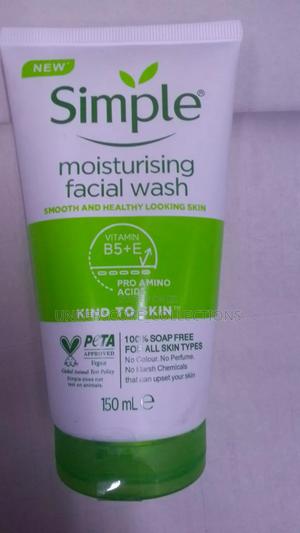 NEW
Simple®
moisturising
facial wash
SMOOTH AND HEALTHY LOOKING SKIN
VITAMIN
B5+E
PRO AMINO
ACIDS
KIND TO SKIN™
PeTA
APPROVED
Vegan
Global Animal Test Policy
Simple does not
test on animals.
100% SOAP FREE
FOR ALL SKIN TYPES
No Colour. No Perfume.
No Harsh Chemicals
that can upset your skin
150 mL e